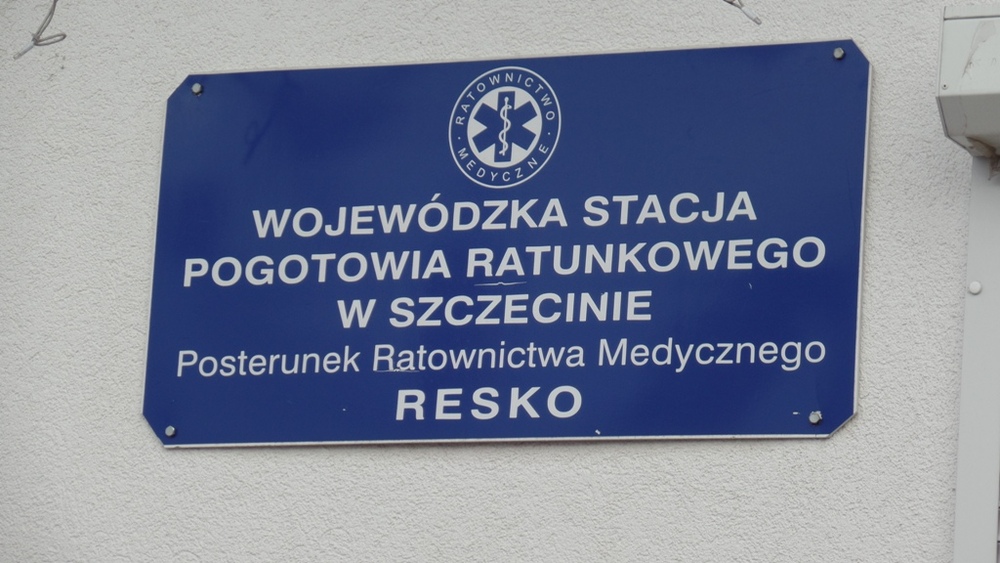 RATOWNICTWO
MEDYCZNE
WOJEWÓDZKA STACJA
POGOTOWIA RATUNKOWEGO
W SZCZECINIE
Posterunek Ratownictwa Medycznego
RESKO